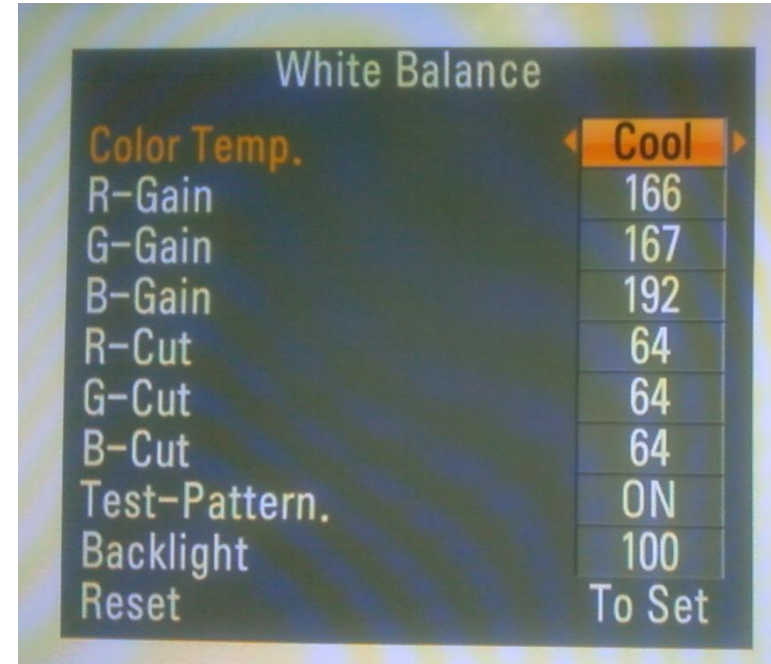 White Balance
Color Temp. Cool
R-Gain 166
G-Gain 167
B-Gain 192
R-Cut 64
G-Cut 64
B-Cut 64
Test-Pattern. ON
Backlight 100
Reset To Set